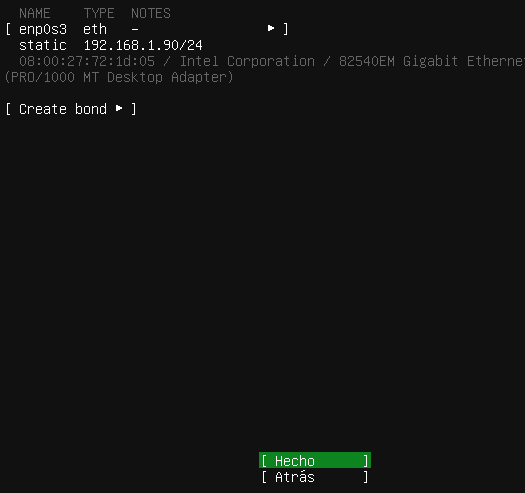 NAME TYPE NOTES
[ enp0s3 eth – ▸ ]
static 192.168.1.90/24
08:00:27:72:1d:05 / Intel Corporation / 82540EM Gigabit Etherne
(PRO/1000 MT Desktop Adapter)
[ Create bond ▸ ]
[ Hecho ]
[ Atrás ]